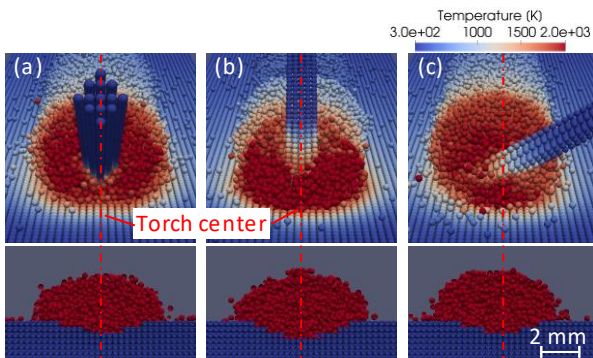 Temperature [K]
3.0e+02 1000 1500 2.0e+03
(a) (b) (c)
Torch center
2 mm